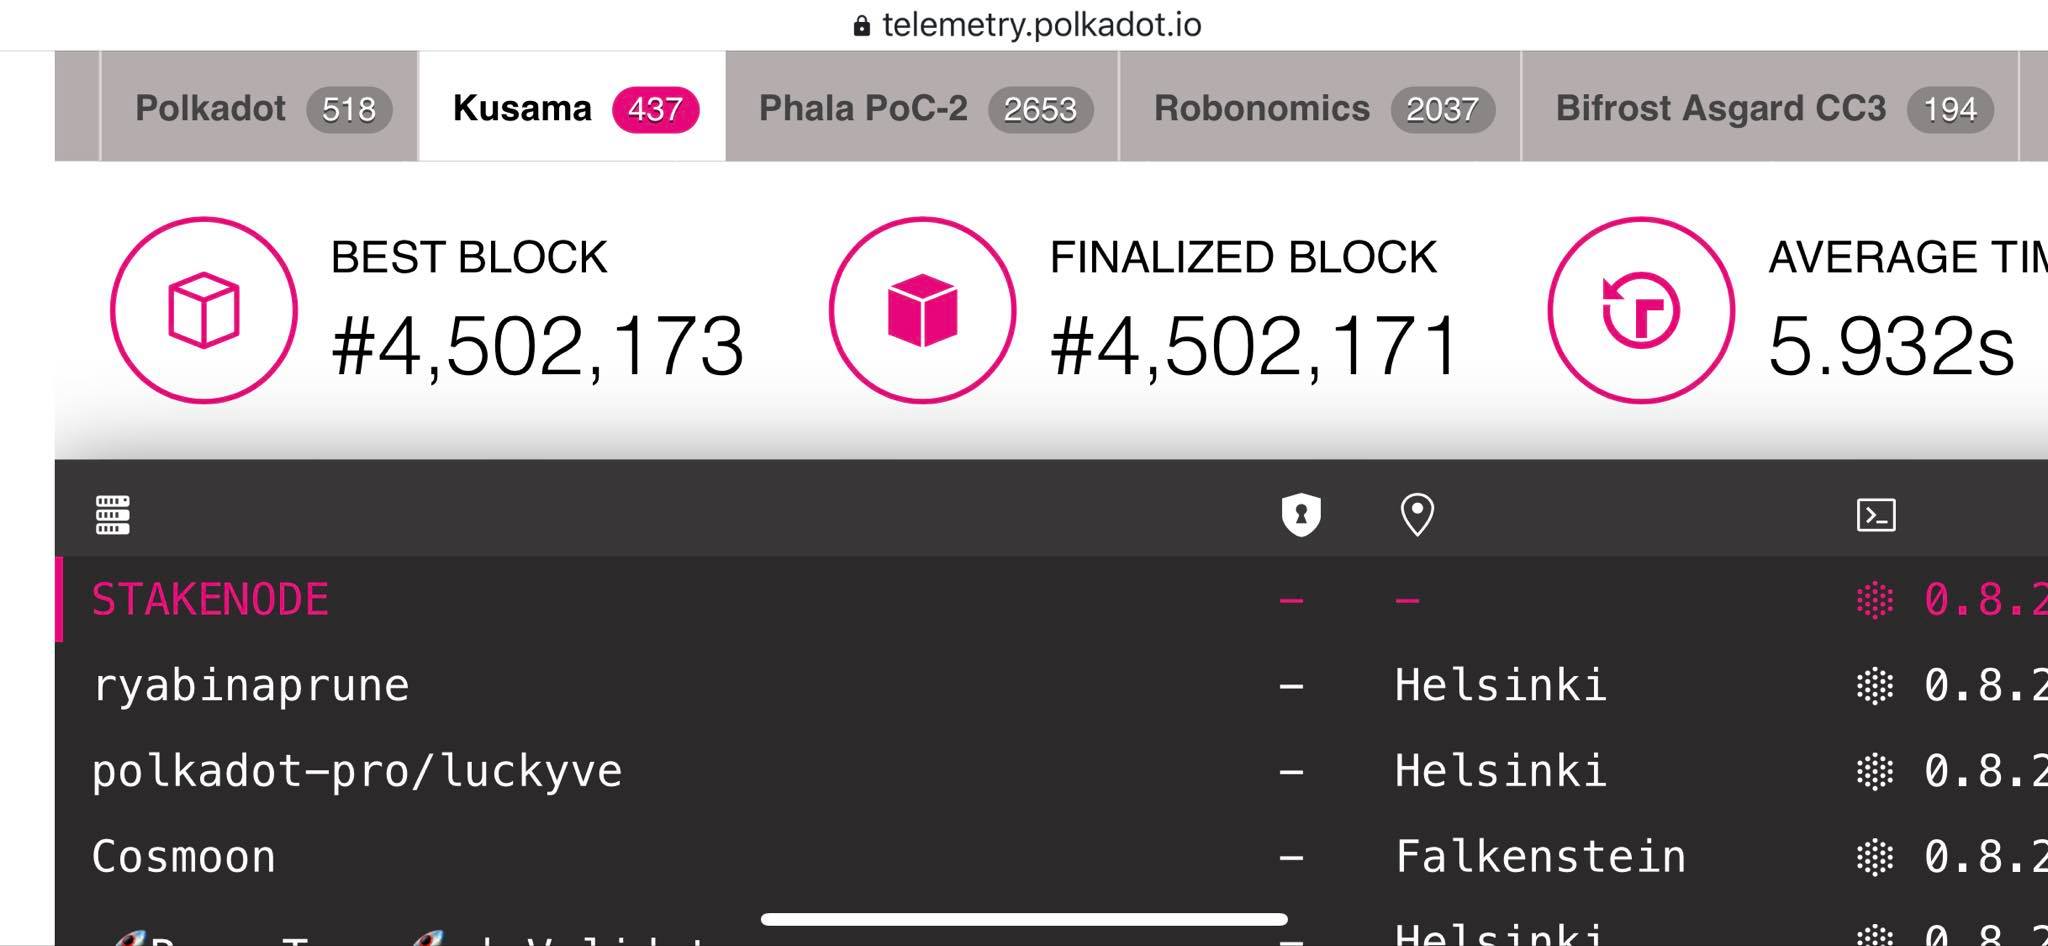 telemetry.polkadot.io
Polkadot 518 Kusama 437 Phala PoC-2 2653 Robonomics 2037 Bifrost Asgard CC3 194
BEST BLOCK FINALIZED BLOCK AVERAGE
#4,502,173 #4,502,171 5.932s
STAKENODE – – 0.8.2
ryabinaprune – Helsinki 0.8.2
polkadot-pro/luckyve – Helsinki 0.8.2
Cosmoon – Falkenstein 0.8.2
– Helsinki 0.8.2